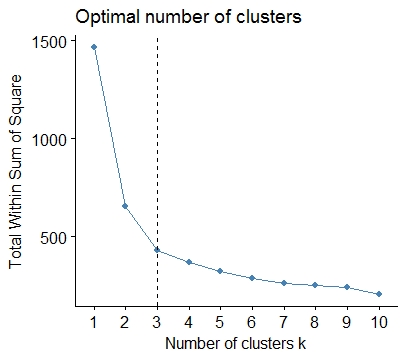 Optimal number of clusters
1500
1000
500
Total Within Sum of Square
1 2 3 4 5 6 7 8 9 10
Number of clusters k